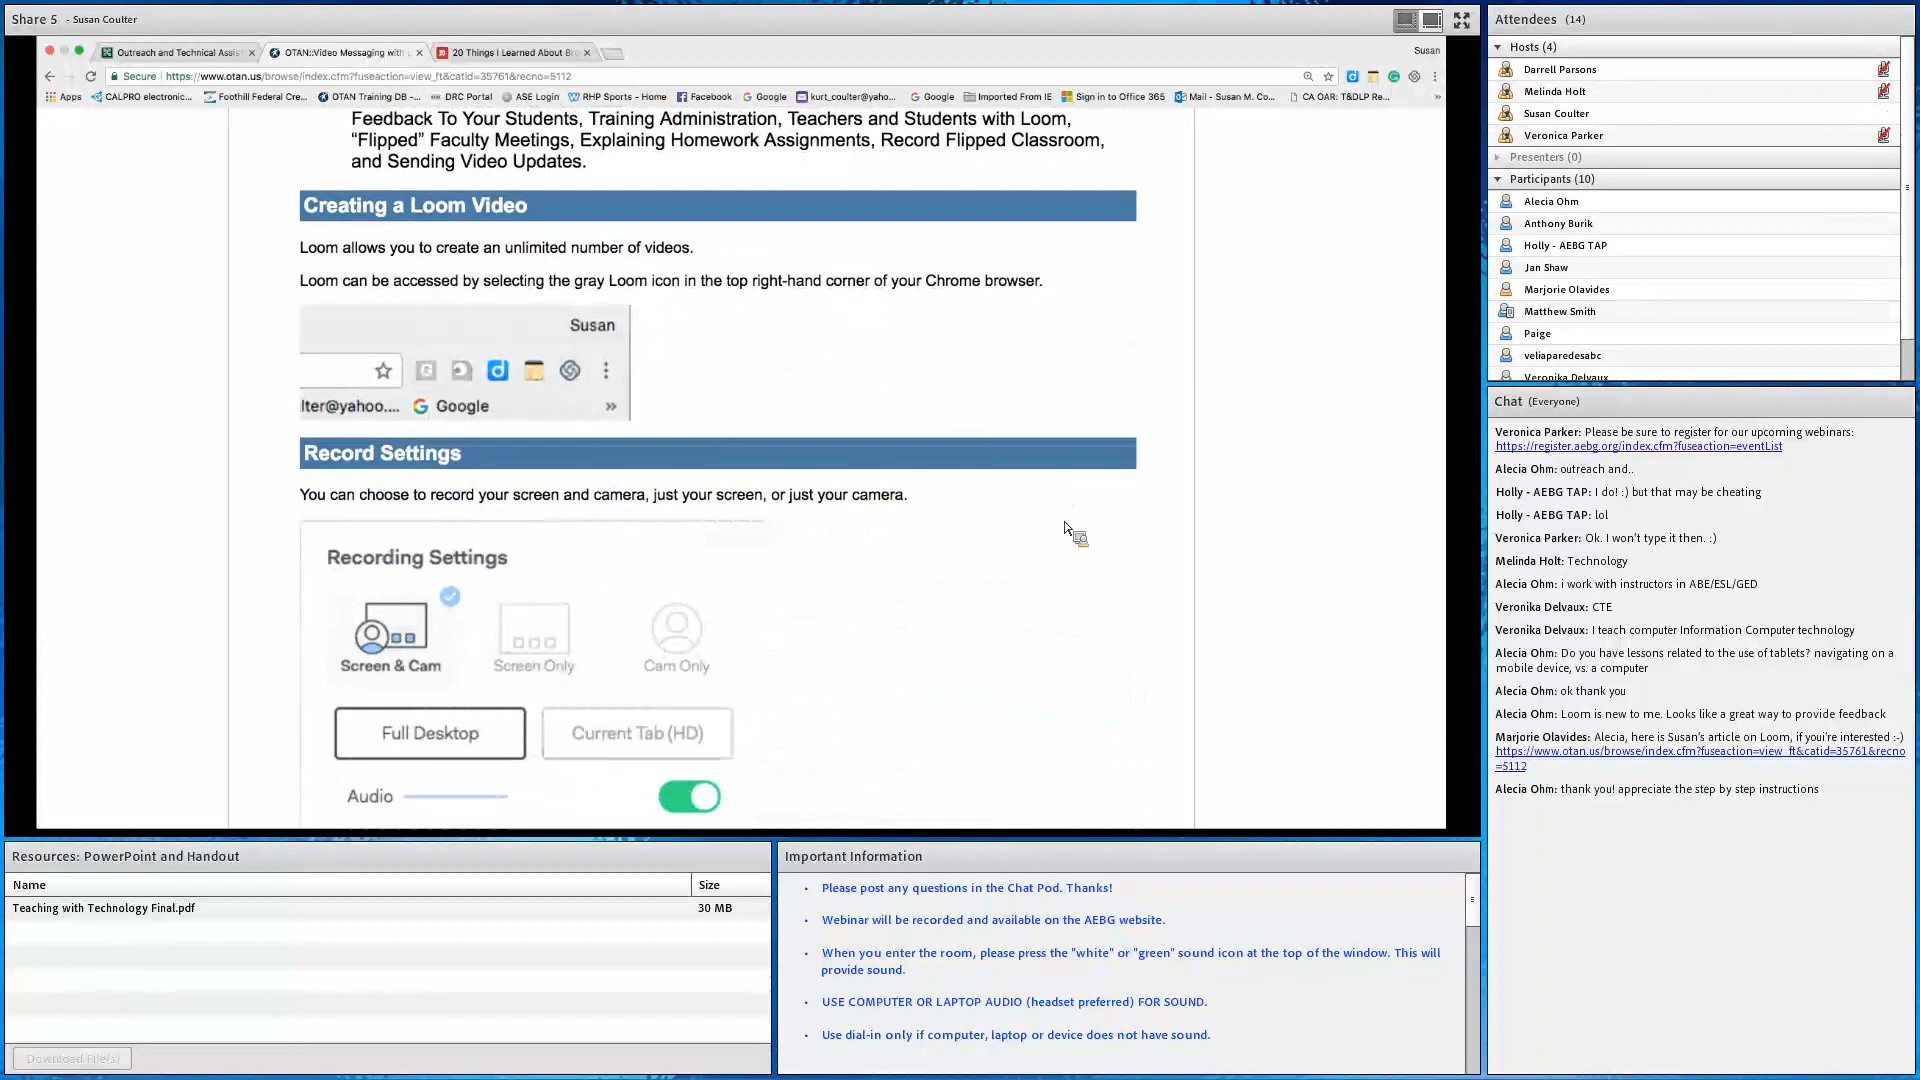 Share 5 - Susan Coulter
Outreach and Technical Assis
OTAN::Video Messaging with
20 Things I Learned About Br
Susan
Secure
https://www.otan.us/browse/index.cfm?fuseaction=view_ft&catid=35761&recno=5112
Apps
CALPRO electronic...
Foothill Federal Cre...
OTAN Training DB -...
DRC Portal
ASE Login
RHP Sports - Home
Facebook
Google
kurt_coulter@yaho...
Google
Imported From IE
Sign in to Office 365
Mail - Susan M. Co...
CA OAR: T&DLP Re...
»
Feedback To Your Students, Training Administration, Teachers and Students with Loom,
“Flipped” Faculty Meetings, Explaining Homework Assignments, Record Flipped Classroom,
and Sending Video Updates.
Creating a Loom Video
Loom allows you to create an unlimited number of videos.
Loom can be accessed by selecting the gray Loom icon in the top right-hand corner of your Chrome browser.
Susan
lter@yahoo....
Google
»
Record Settings
You can choose to record your screen and camera, just your screen, or just your camera.
Recording Settings
Screen & Cam
Screen Only
Cam Only
Full Desktop
Current Tab (HD)
Audio
Attendees (14)
Hosts (4)
Darrell Parsons
Melinda Holt
Susan Coulter
Veronica Parker
Presenters (0)
Participants (10)
Alecia Ohm
Anthony Burik
Holly - AEBG TAP
Jan Shaw
Marjorie Olavides
Matthew Smith
Paige
veliaparedesabc
Veronika Delvaux
Chat (Everyone)
Veronica Parker: Please be sure to register for our upcoming webinars:
https://register.aebg.org/index.cfm?fuseaction=eventList
Alecia Ohm: outreach and..
Holly - AEBG TAP: I do! :) but that may be cheating
Holly - AEBG TAP: lol
Veronica Parker: Ok. I won't type it then. :)
Melinda Holt: Technology
Alecia Ohm: i work with instructors in ABE/ESL/GED
Veronika Delvaux: CTE
Veronika Delvaux: I teach computer Information Computer technology
Alecia Ohm: Do you have lessons related to the use of tablets? navigating on a
mobile device, vs. a computer
Alecia Ohm: ok thank you
Alecia Ohm: Loom is new to me. Looks like a great way to provide feedback
Marjorie Olavides: Alecia, here is Susan's article on Loom, if youi're interested :-)
https://www.otan.us/browse/index.cfm?fuseaction=view_ft&catid=35761&recno
=5112
Alecia Ohm: thank you! appreciate the step by step instructions
Resources: PowerPoint and Handout
Name
Size
Teaching with Technology Final.pdf
30 MB
Download File(s)
Important Information
• Please post any questions in the Chat Pod. Thanks!
• Webinar will be recorded and available on the AEBG website.
• When you enter the room, please press the "white" or "green" sound icon at the top of the window. This will
provide sound.
• USE COMPUTER OR LAPTOP AUDIO (headset preferred) FOR SOUND.
• Use dial-in only if computer, laptop or device does not have sound.